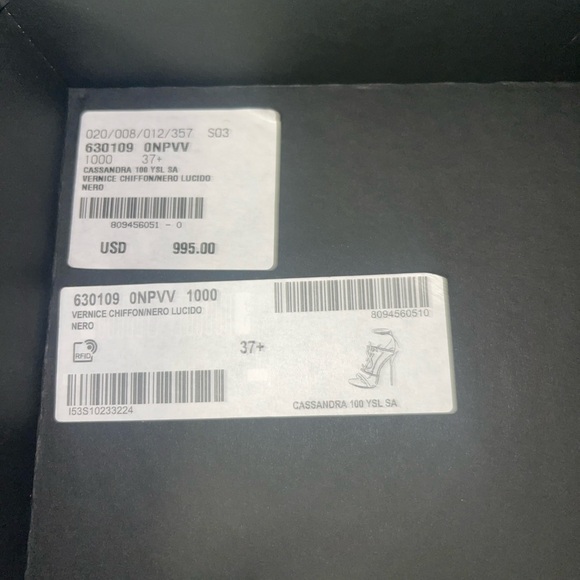 020/008/012/357 S03
630109 0NPVV
1000 37+
CASSANDRA 100 YSL SA
VERNICE CHIFFON/NERO LUCIDO
NERO
809456051 - 0
USD 995.00
630109 0NPVV 1000
VERNICE CHIFFON/NERO LUCIDO
NERO
8094560510
RFID
37+
I53S10233224
CASSANDRA 100 YSL SA